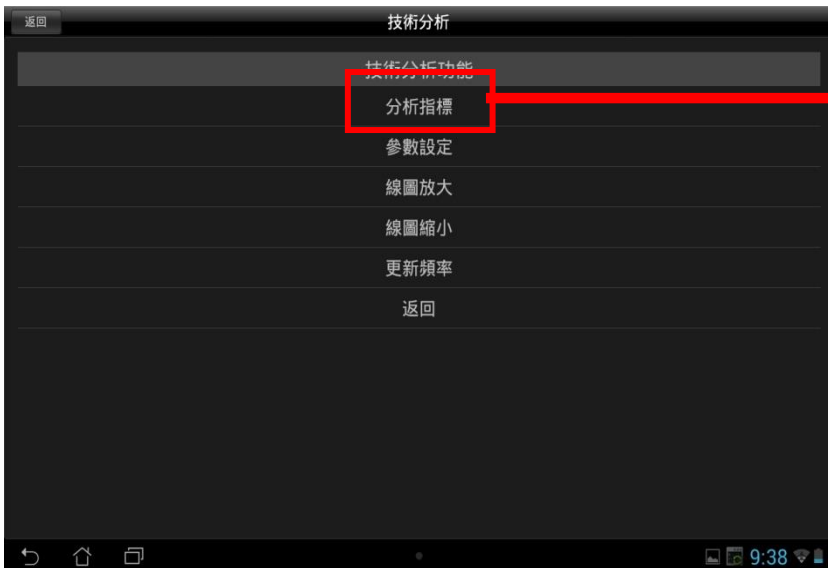 返回
技術分析
技術分析功能
分析指標
參數設定
線圖放大
線圖縮小
更新頻率
返回
9:38